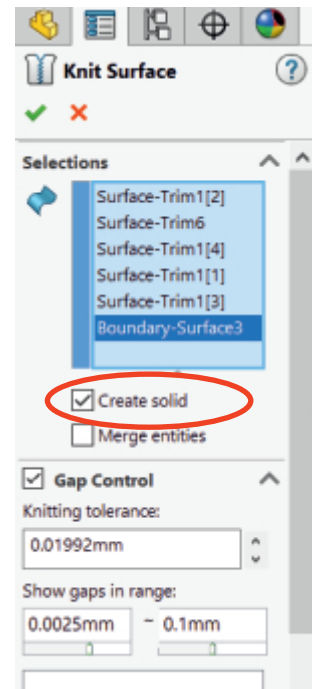 Knit Surface
?
Selections
Surface-Trim1[2]
Surface-Trim6
Surface-Trim1[4]
Surface-Trim1[1]
Surface-Trim1[3]
Boundary-Surface3
Create solid
Merge entities
Gap Control
Knitting tolerance:
0.01992mm
Show gaps in range:
0.0025mm ~ 0.1mm